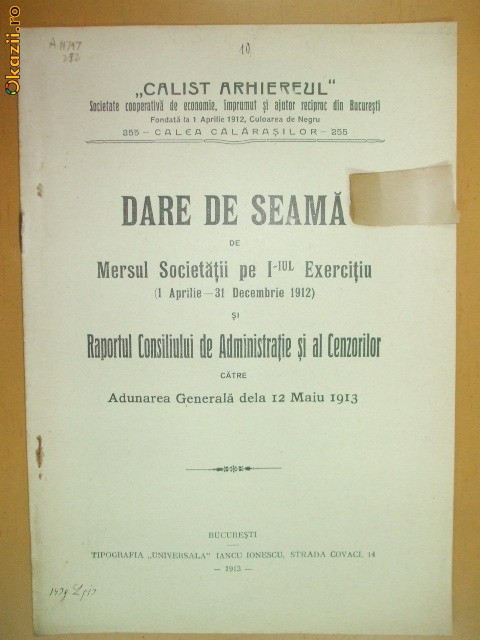 Okazii.ro
A 14747
282
10
„CALIST ARHIEREUL"
Societate cooperativă de economie, împrumut și ajutor reciproc din București
Fondată la 1 Aprilie 1912, Culoarea de Negru
255 — CALEA CĂLĂRAȘILOR — 255
DARE DE SEAMĂ
DE
Mersul Societății pe I-IUL Exercițiu
(1 Aprilie—31 Decembrie 1912)
ȘI
Raportul Consiliului de Administrație și al Cenzorilor
CĂTRE
Adunarea Generală dela 12 Maiu 1913
BUCUREȘTI
TIPOGRAFIA „UNIVERSALA" IANCU IONESCU, STRADA COVACI, 14
— 1913 —